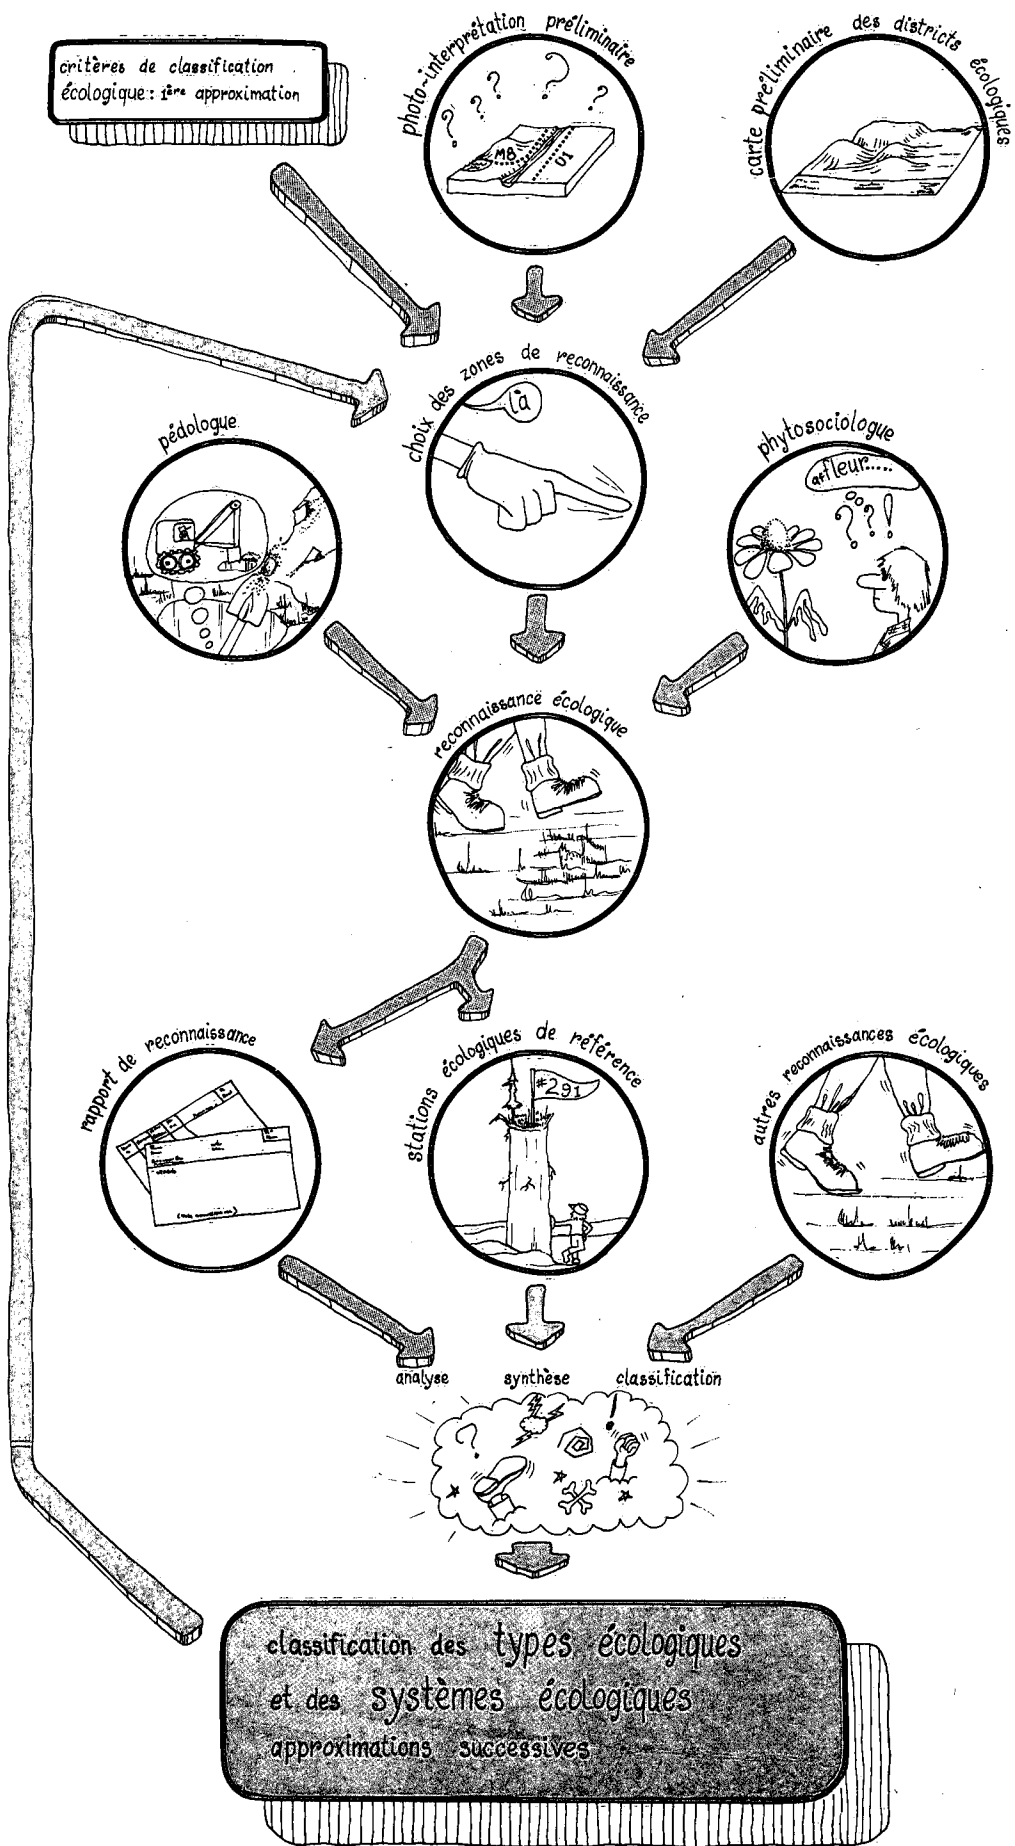 critères de classification
écologique: 1ère approximation
photo-interprétation préliminaire
M8
U1
carte préliminaire des districts écologiques
choix des zones de reconnaissance
là
pédologue
phytosociologue
fleur.....
reconnaissance écologique
rapport de reconnaissance
stations écologiques de référence
#291
autres reconnaissances écologiques
analyse synthèse classification
classification des types écologiques
et des systèmes écologiques
approximations successives